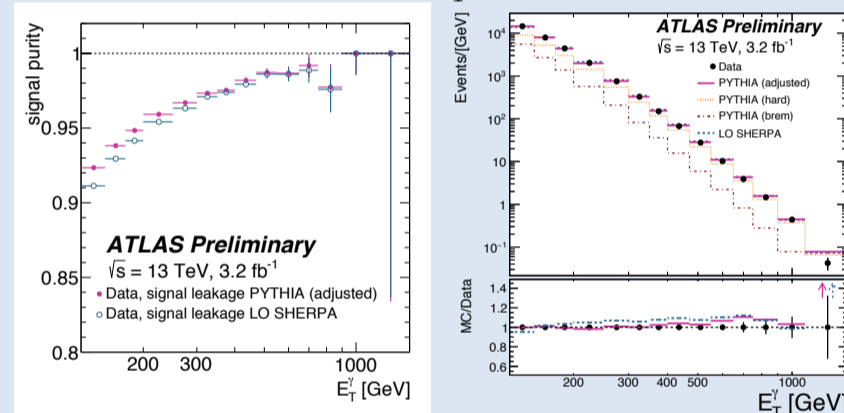 signal purity
1
0.95
0.9
0.85
0.8
ATLAS Preliminary
√s = 13 TeV, 3.2 fb⁻¹
Data, signal leakage PYTHIA (adjusted)
Data, signal leakage LO SHERPA
200 300 1000
E_T^γ [GeV]
Events/[GeV]
10⁴
10³
10²
10
1
10⁻¹
ATLAS Preliminary
√s = 13 TeV, 3.2 fb⁻¹
Data
PYTHIA (adjusted)
PYTHIA (hard)
PYTHIA (brem)
LO SHERPA
MC/Data
1.4
1.2
1
0.8
0.6
200 300 400 500 1000
E_T^γ [GeV]